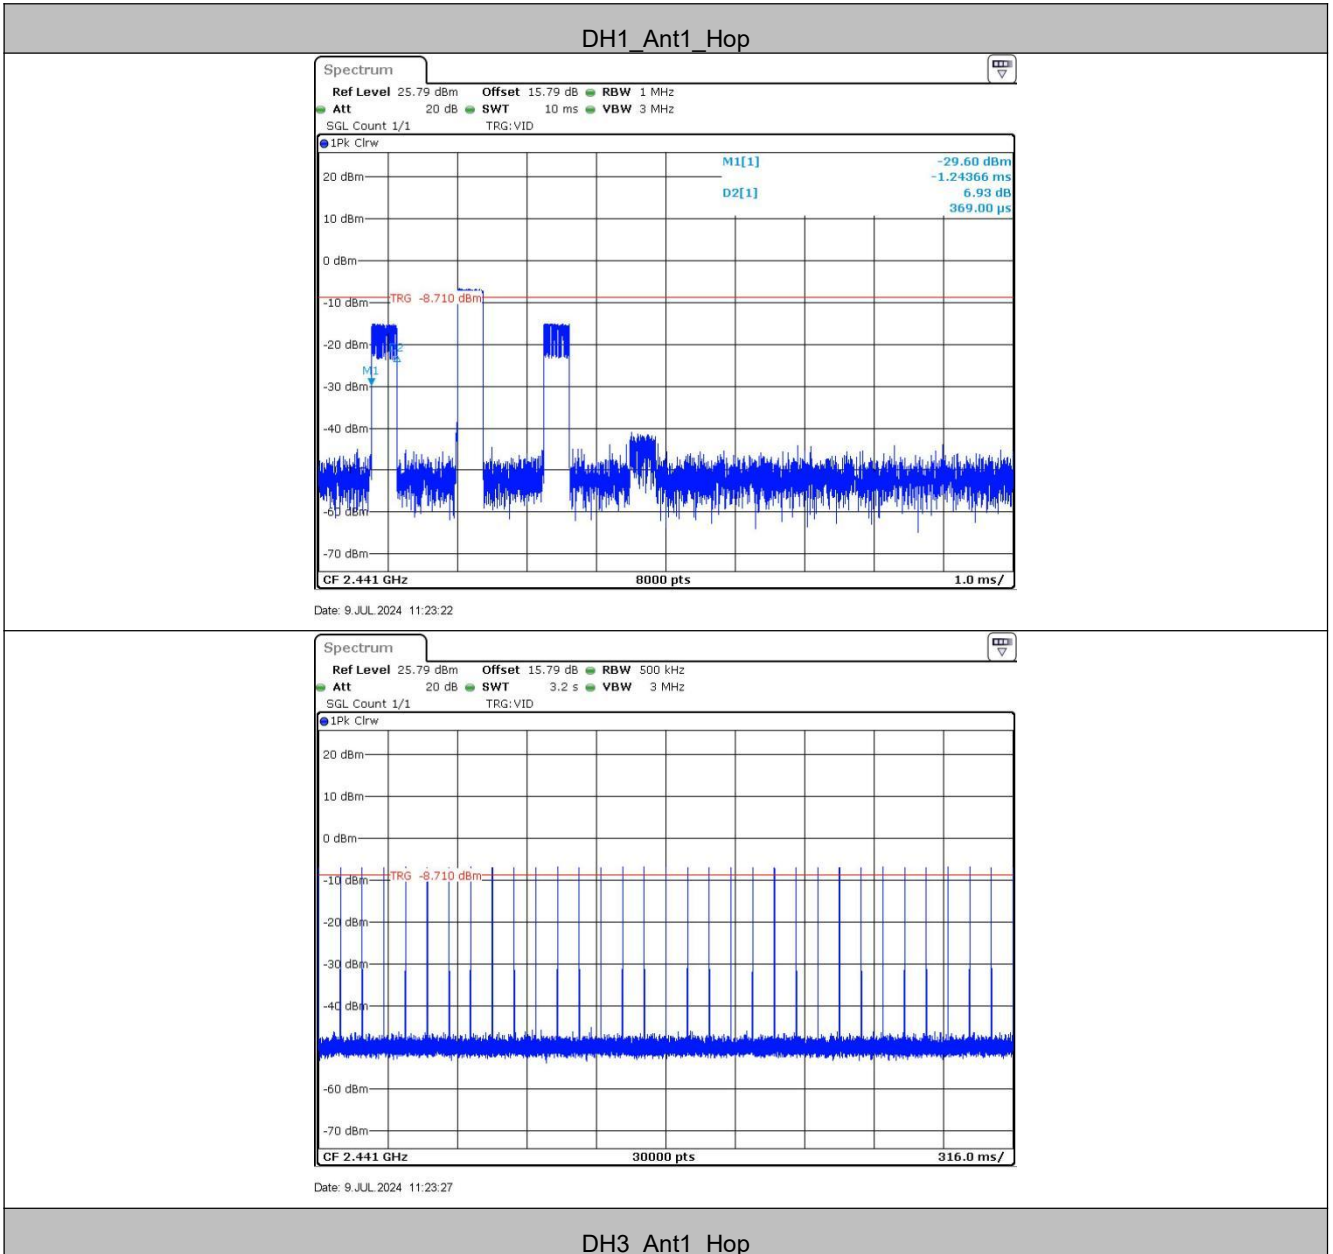 DH1_Ant1_Hop
Spectrum
Ref Level 25.79 dBm Offset 15.79 dB RBW 1 MHz
Att 20 dB SWT 10 ms VBW 3 MHz
SGL Count 1/1 TRG:VID
1Pk Clrw
M1[1] -29.60 dBm
-1.24366 ms
D2[1] 6.93 dB
369.00 µs
20 dBm
10 dBm
0 dBm
-10 dBm
TRG -8.710 dBm
-20 dBm
M1
-30 dBm
-40 dBm
-60 dBm
-70 dBm
CF 2.441 GHz 8000 pts 1.0 ms/
Date: 9.JUL.2024 11:23:22
Spectrum
Ref Level 25.79 dBm Offset 15.79 dB RBW 500 kHz
Att 20 dB SWT 3.2 s VBW 3 MHz
SGL Count 1/1 TRG:VID
1Pk Clrw
20 dBm
10 dBm
0 dBm
-10 dBm
TRG -8.710 dBm
-20 dBm
-30 dBm
-40 dBm
-60 dBm
-70 dBm
CF 2.441 GHz 30000 pts 316.0 ms/
Date: 9.JUL.2024 11:23:27
DH3_Ant1_Hop